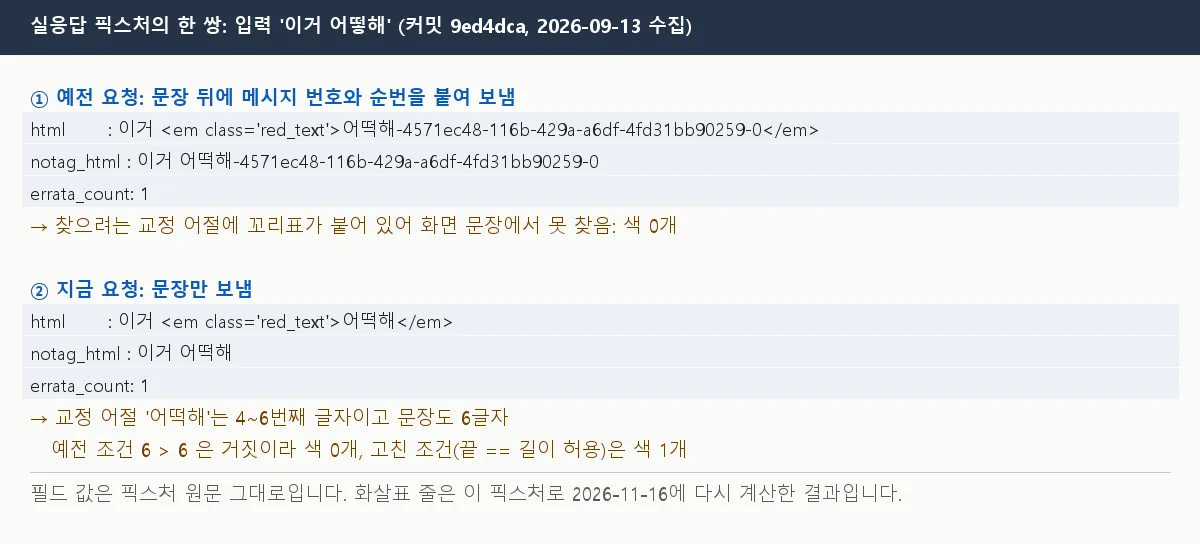 실응답 픽스처의 한 쌍: 입력 '이거 어떻해' (커밋 9ed4dca, 2026-09-13 수집)
① 예전 요청: 문장 뒤에 메시지 번호와 순번을 붙여 보냄
html : 이거 <em class='red_text'>어떡해-4571ec48-116b-429a-a6df-4fd31bb90259-0</em>
notag_html : 이거 어떡해-4571ec48-116b-429a-a6df-4fd31bb90259-0
errata_count: 1
→ 찾으려는 교정 어절에 꼬리표가 붙어 있어 화면 문장에서 못 찾음: 색 0개
② 지금 요청: 문장만 보냄
html : 이거 <em class='red_text'>어떡해</em>
notag_html : 이거 어떡해
errata_count: 1
→ 교정 어절 '어떡해'는 4~6번째 글자이고 문장도 6글자
예전 조건 6 > 6 은 거짓이라 색 0개, 고친 조건(끝 == 길이 허용)은 색 1개
필드 값은 픽스처 원문 그대로입니다. 화살표 줄은 이 픽스처로 2026-11-16에 다시 계산한 결과입니다.